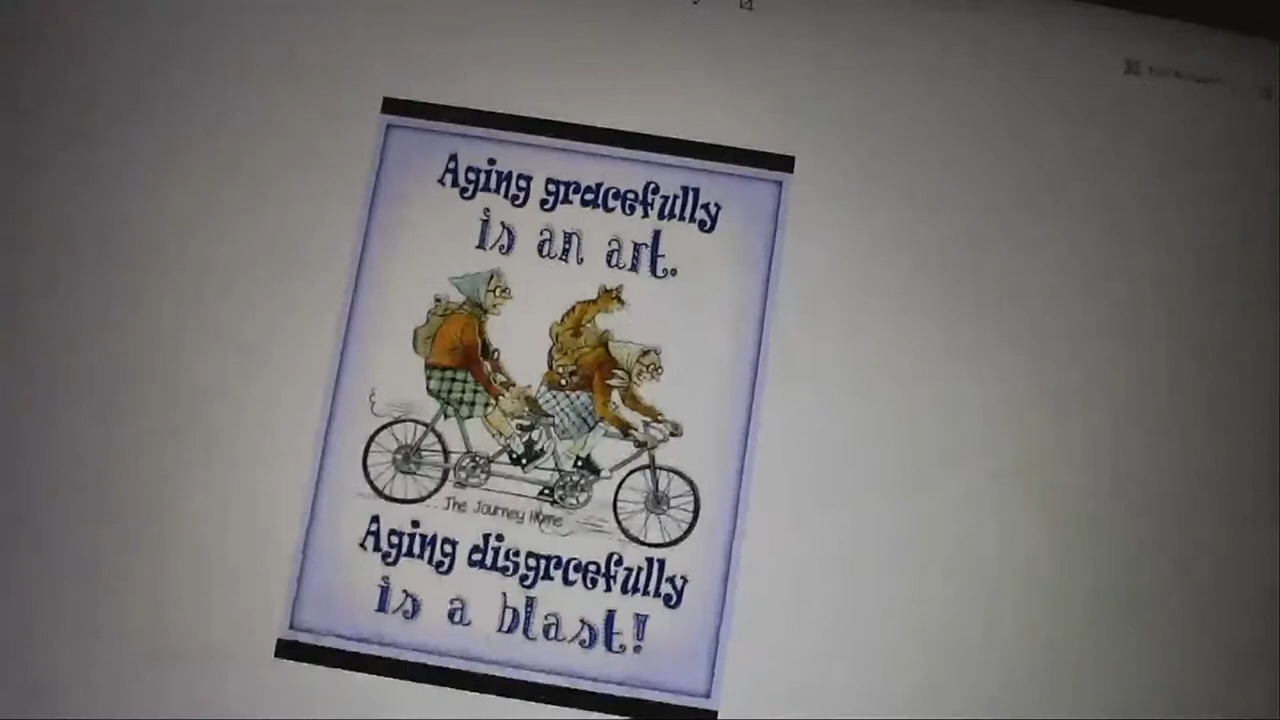 Aging gracefully
is an art.
The Journey Home
Aging disgrcefully
is a blast!